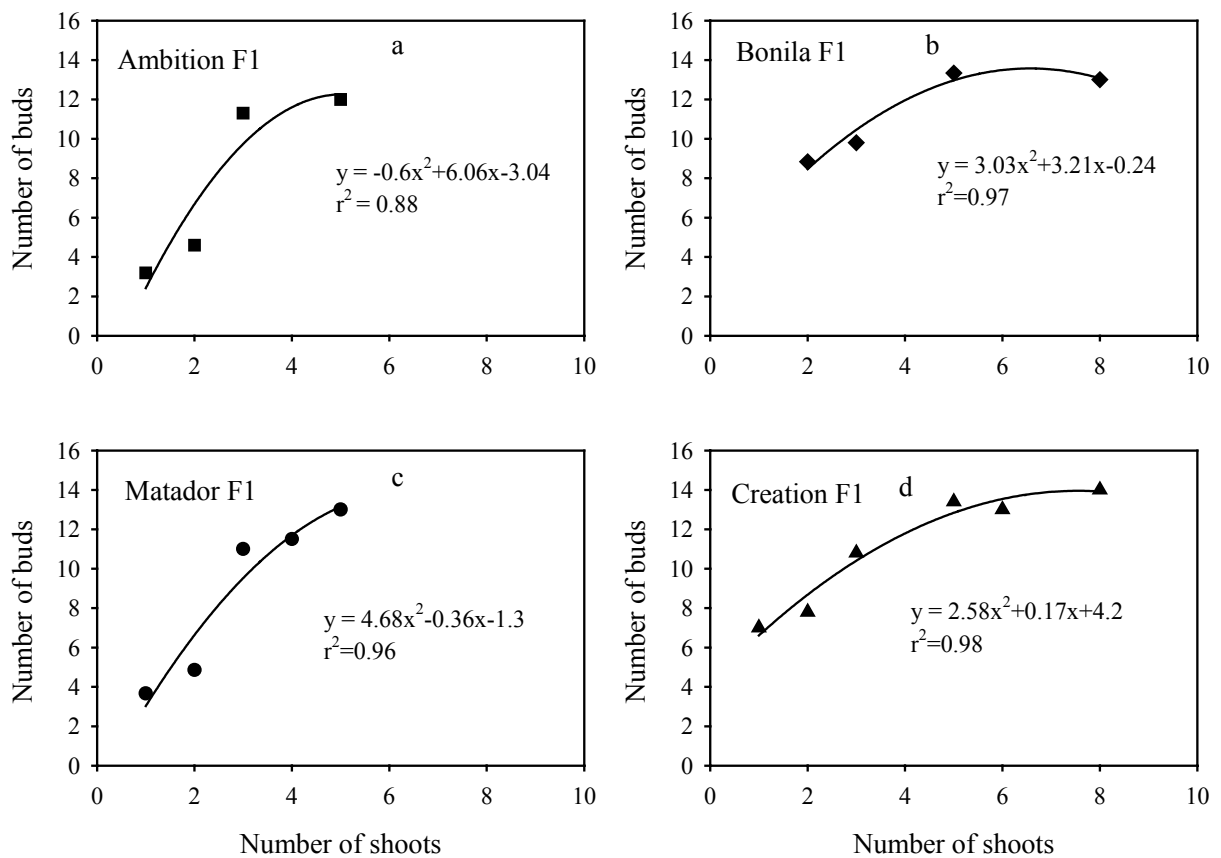 16
14
12
10
8
6
4
2
0
Number of buds
Ambition F1
a
y = -0.6x²+6.06x-3.04
r² = 0.88
0 2 4 6 8 10
16
14
12
10
8
6
4
2
0
Number of buds
Bonila F1
b
y = 3.03x²+3.21x-0.24
r²=0.97
0 2 4 6 8 10
16
14
12
10
8
6
4
2
0
Number of buds
Matador F1
c
y = 4.68x²-0.36x-1.3
r²=0.96
0 2 4 6 8 10
Number of shoots
16
14
12
10
8
6
4
2
0
Number of buds
Creation F1
d
y = 2.58x²+0.17x+4.2
r²=0.98
0 2 4 6 8 10
Number of shoots